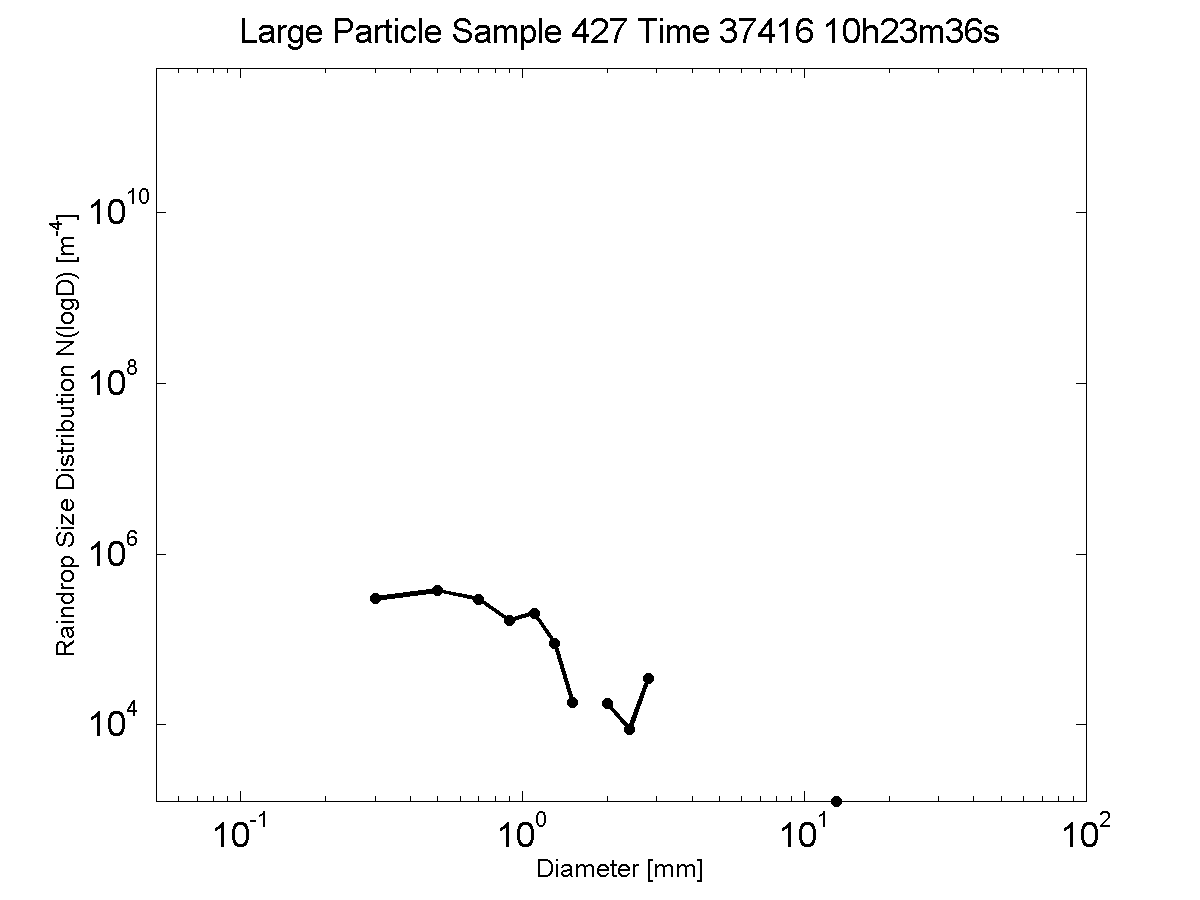 Large Particle Sample 427 Time 37416 10h23m36s
Raindrop Size Distribution N(logD) [m-4]
10^10
10^8
10^6
10^4
10^-1
10^0
10^1
10^2
Diameter [mm]